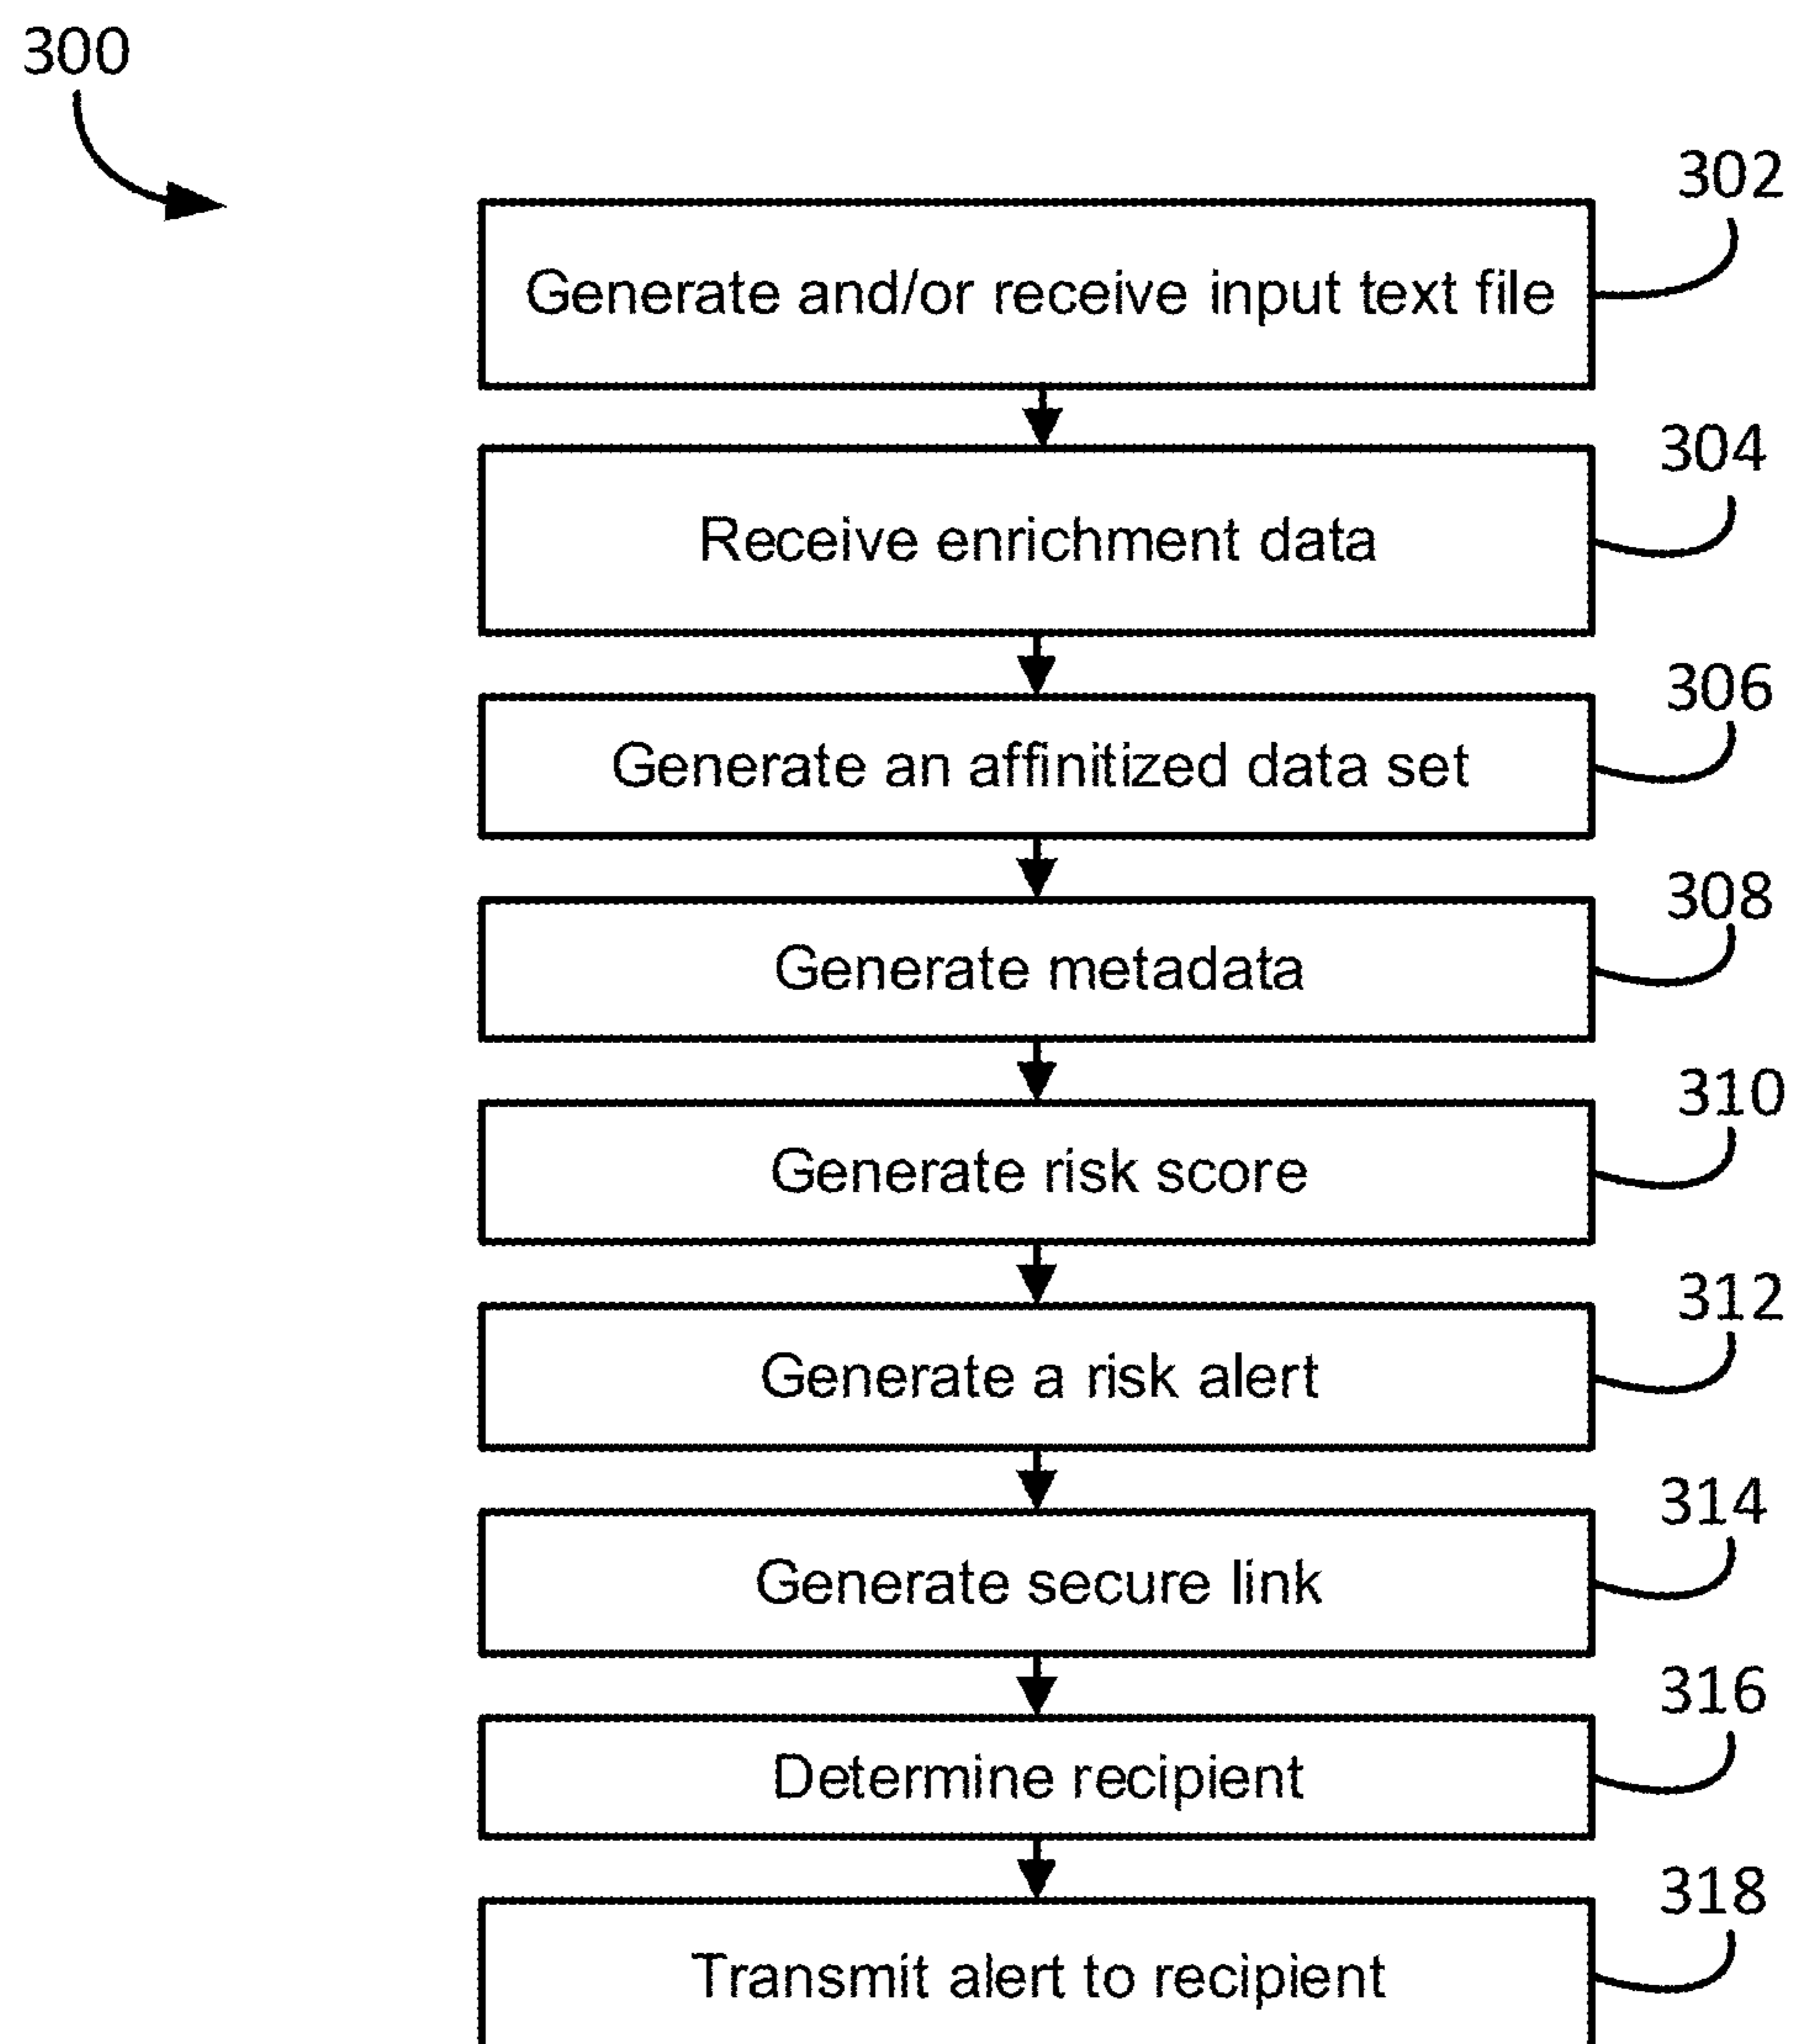 300
302
Generate and/or receive input text file
304
Receive enrichment data
306
Generate an affinitized data set
308
Generate metadata
310
Generate risk score
312
Generate a risk alert
314
Generate secure link
316
Determine recipient
318
Transmit alert to recipient